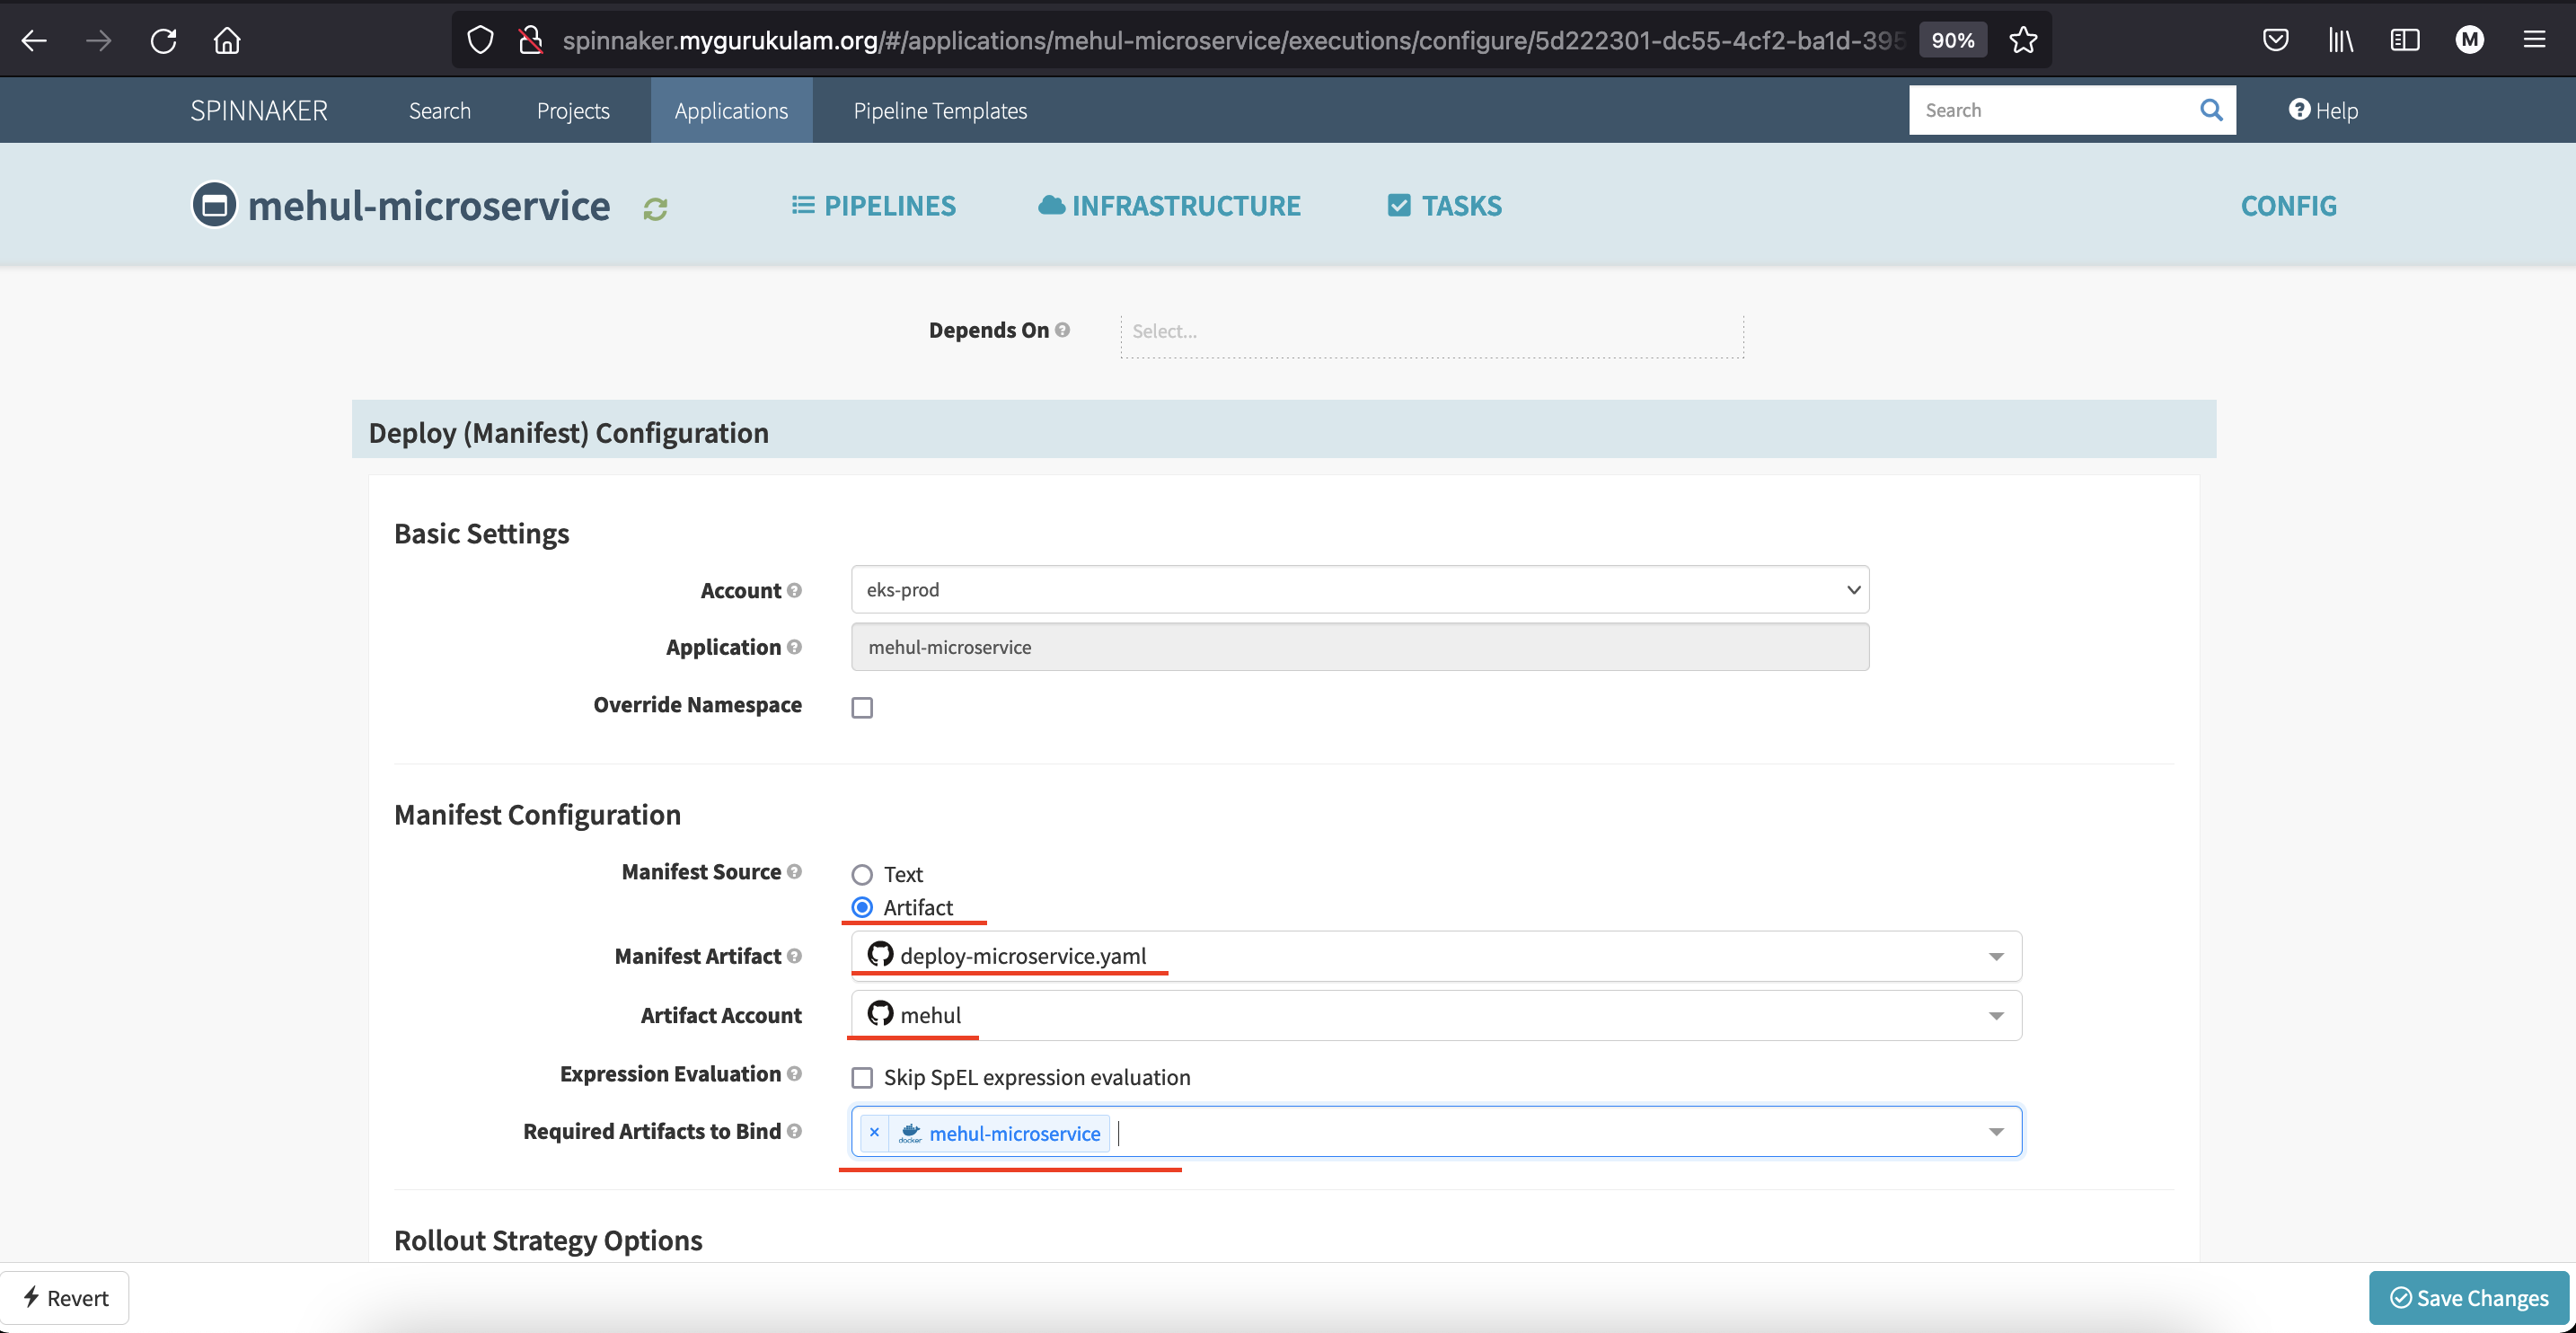 spinnaker.mygurukulam.org/#/applications/mehul-microservice/executions/configure/5d222301-dc55-4cf2-ba1d-395
90%
M
SPINNAKER
Search
Projects
Applications
Pipeline Templates
Search
Help
mehul-microservice
PIPELINES
INFRASTRUCTURE
TASKS
CONFIG
Depends On
Select...
Deploy (Manifest) Configuration
Basic Settings
Account
eks-prod
Application
mehul-microservice
Override Namespace
Manifest Configuration
Manifest Source
Text
Artifact
Manifest Artifact
deploy-microservice.yaml
Artifact Account
mehul
Expression Evaluation
Skip SpEL expression evaluation
Required Artifacts to Bind
× docker mehul-microservice
Rollout Strategy Options
Revert
Save Changes